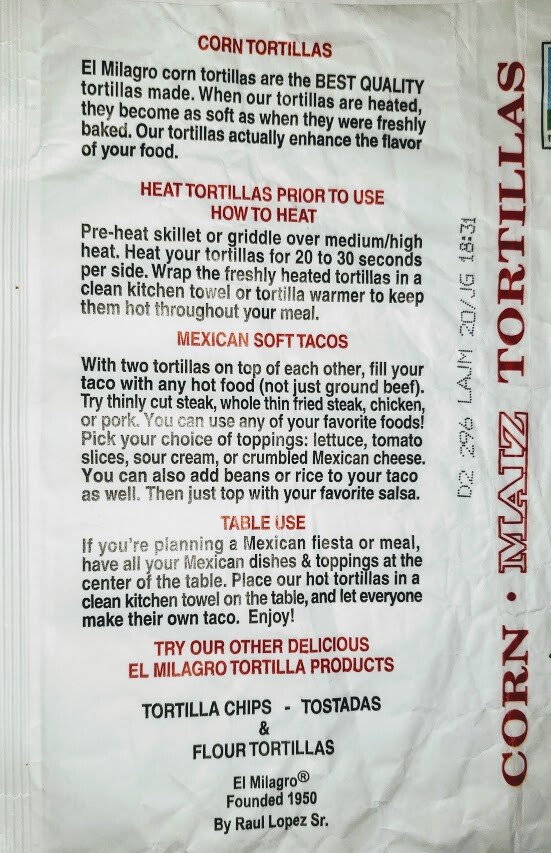 CORN TORTILLAS
El Milagro corn tortillas are the BEST QUALITY
tortillas made. When our tortillas are heated,
they become as soft as when they were freshly
baked. Our tortillas actually enhance the flavor
of your food.
HEAT TORTILLAS PRIOR TO USE
HOW TO HEAT
Pre-heat skillet or griddle over medium/high
heat. Heat your tortillas for 20 to 30 seconds
per side. Wrap the freshly heated tortillas in a
clean kitchen towel or tortilla warmer to keep
them hot throughout your meal.
MEXICAN SOFT TACOS
With two tortillas on top of each other, fill your
taco with any hot food (not just ground beef).
Try thinly cut steak, whole thin fried steak, chicken,
or pork. You can use any of your favorite foods!
Pick your choice of toppings: lettuce, tomato
slices, sour cream, or crumbled Mexican cheese.
You can also add beans or rice to your taco
as well. Then just top with your favorite salsa.
TABLE USE
If you're planning a Mexican fiesta or meal,
have all your Mexican dishes & toppings at the
center of the table. Place our hot tortillas in a
clean kitchen towel on the table, and let everyone
make their own taco. Enjoy!
TRY OUR OTHER DELICIOUS
EL MILAGRO TORTILLA PRODUCTS
TORTILLA CHIPS - TOSTADAS
&
FLOUR TORTILLAS
El Milagro®
Founded 1950
By Raul Lopez Sr.
D2 296 LAJM 20/JG 18:31
CORN • MAIZ TORTILLAS